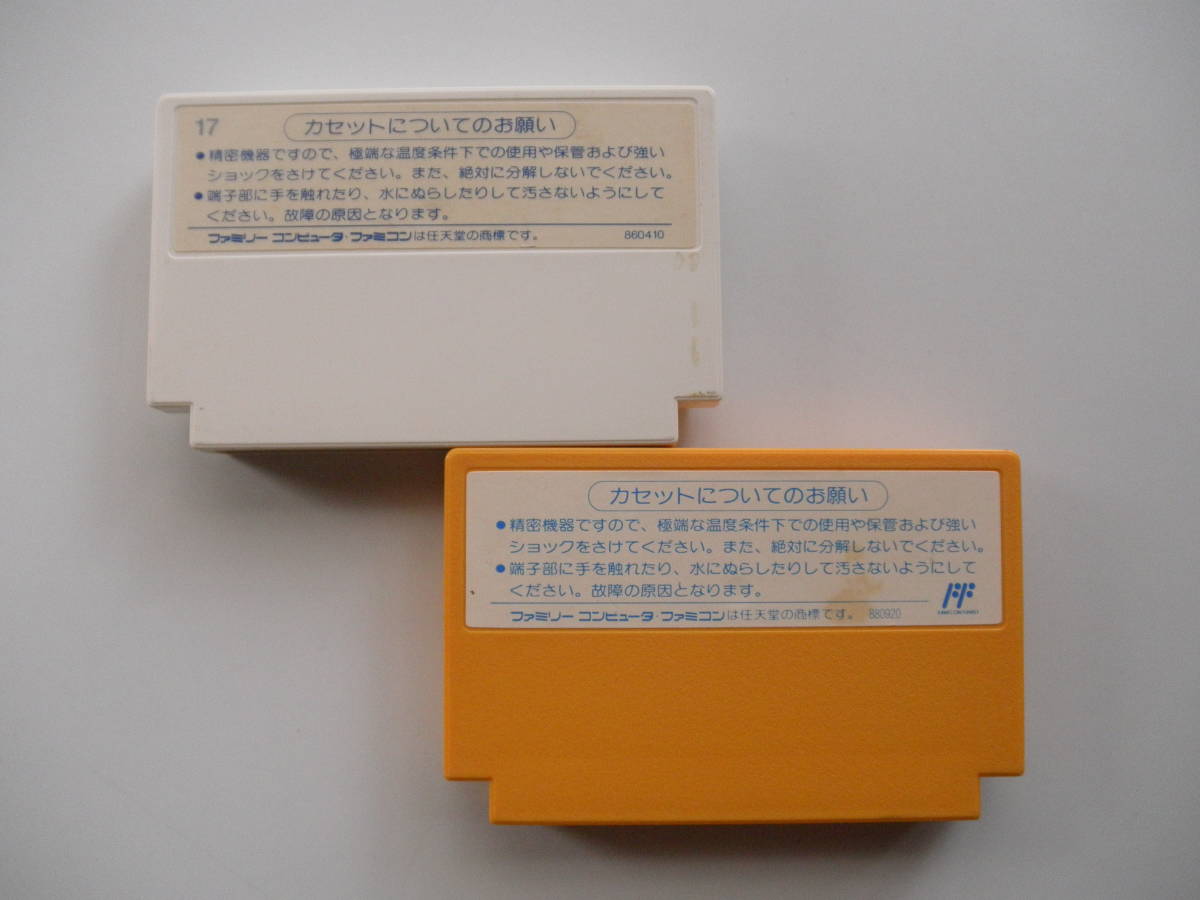 17
カセットについてのお願い
●精密機器ですので、極端な温度条件下での使用や保管および強い
ショックをさけてください。また、絶対に分解しないでください。
●端子部に手を触れたり、水にぬらしたりして汚さないようにして
ください。故障の原因となります。
ファミリー コンピュータ・ファミコンは任天堂の商標です。 860410
カセットについてのお願い
●精密機器ですので、極端な温度条件下での使用や保管および強い
ショックをさけてください。また、絶対に分解しないでください。
●端子部に手を触れたり、水にぬらしたりして汚さないようにして
ください。故障の原因となります。
FF
FAMICOM FAMILY
ファミリー コンピュータ・ファミコンは任天堂の商標です。 880920